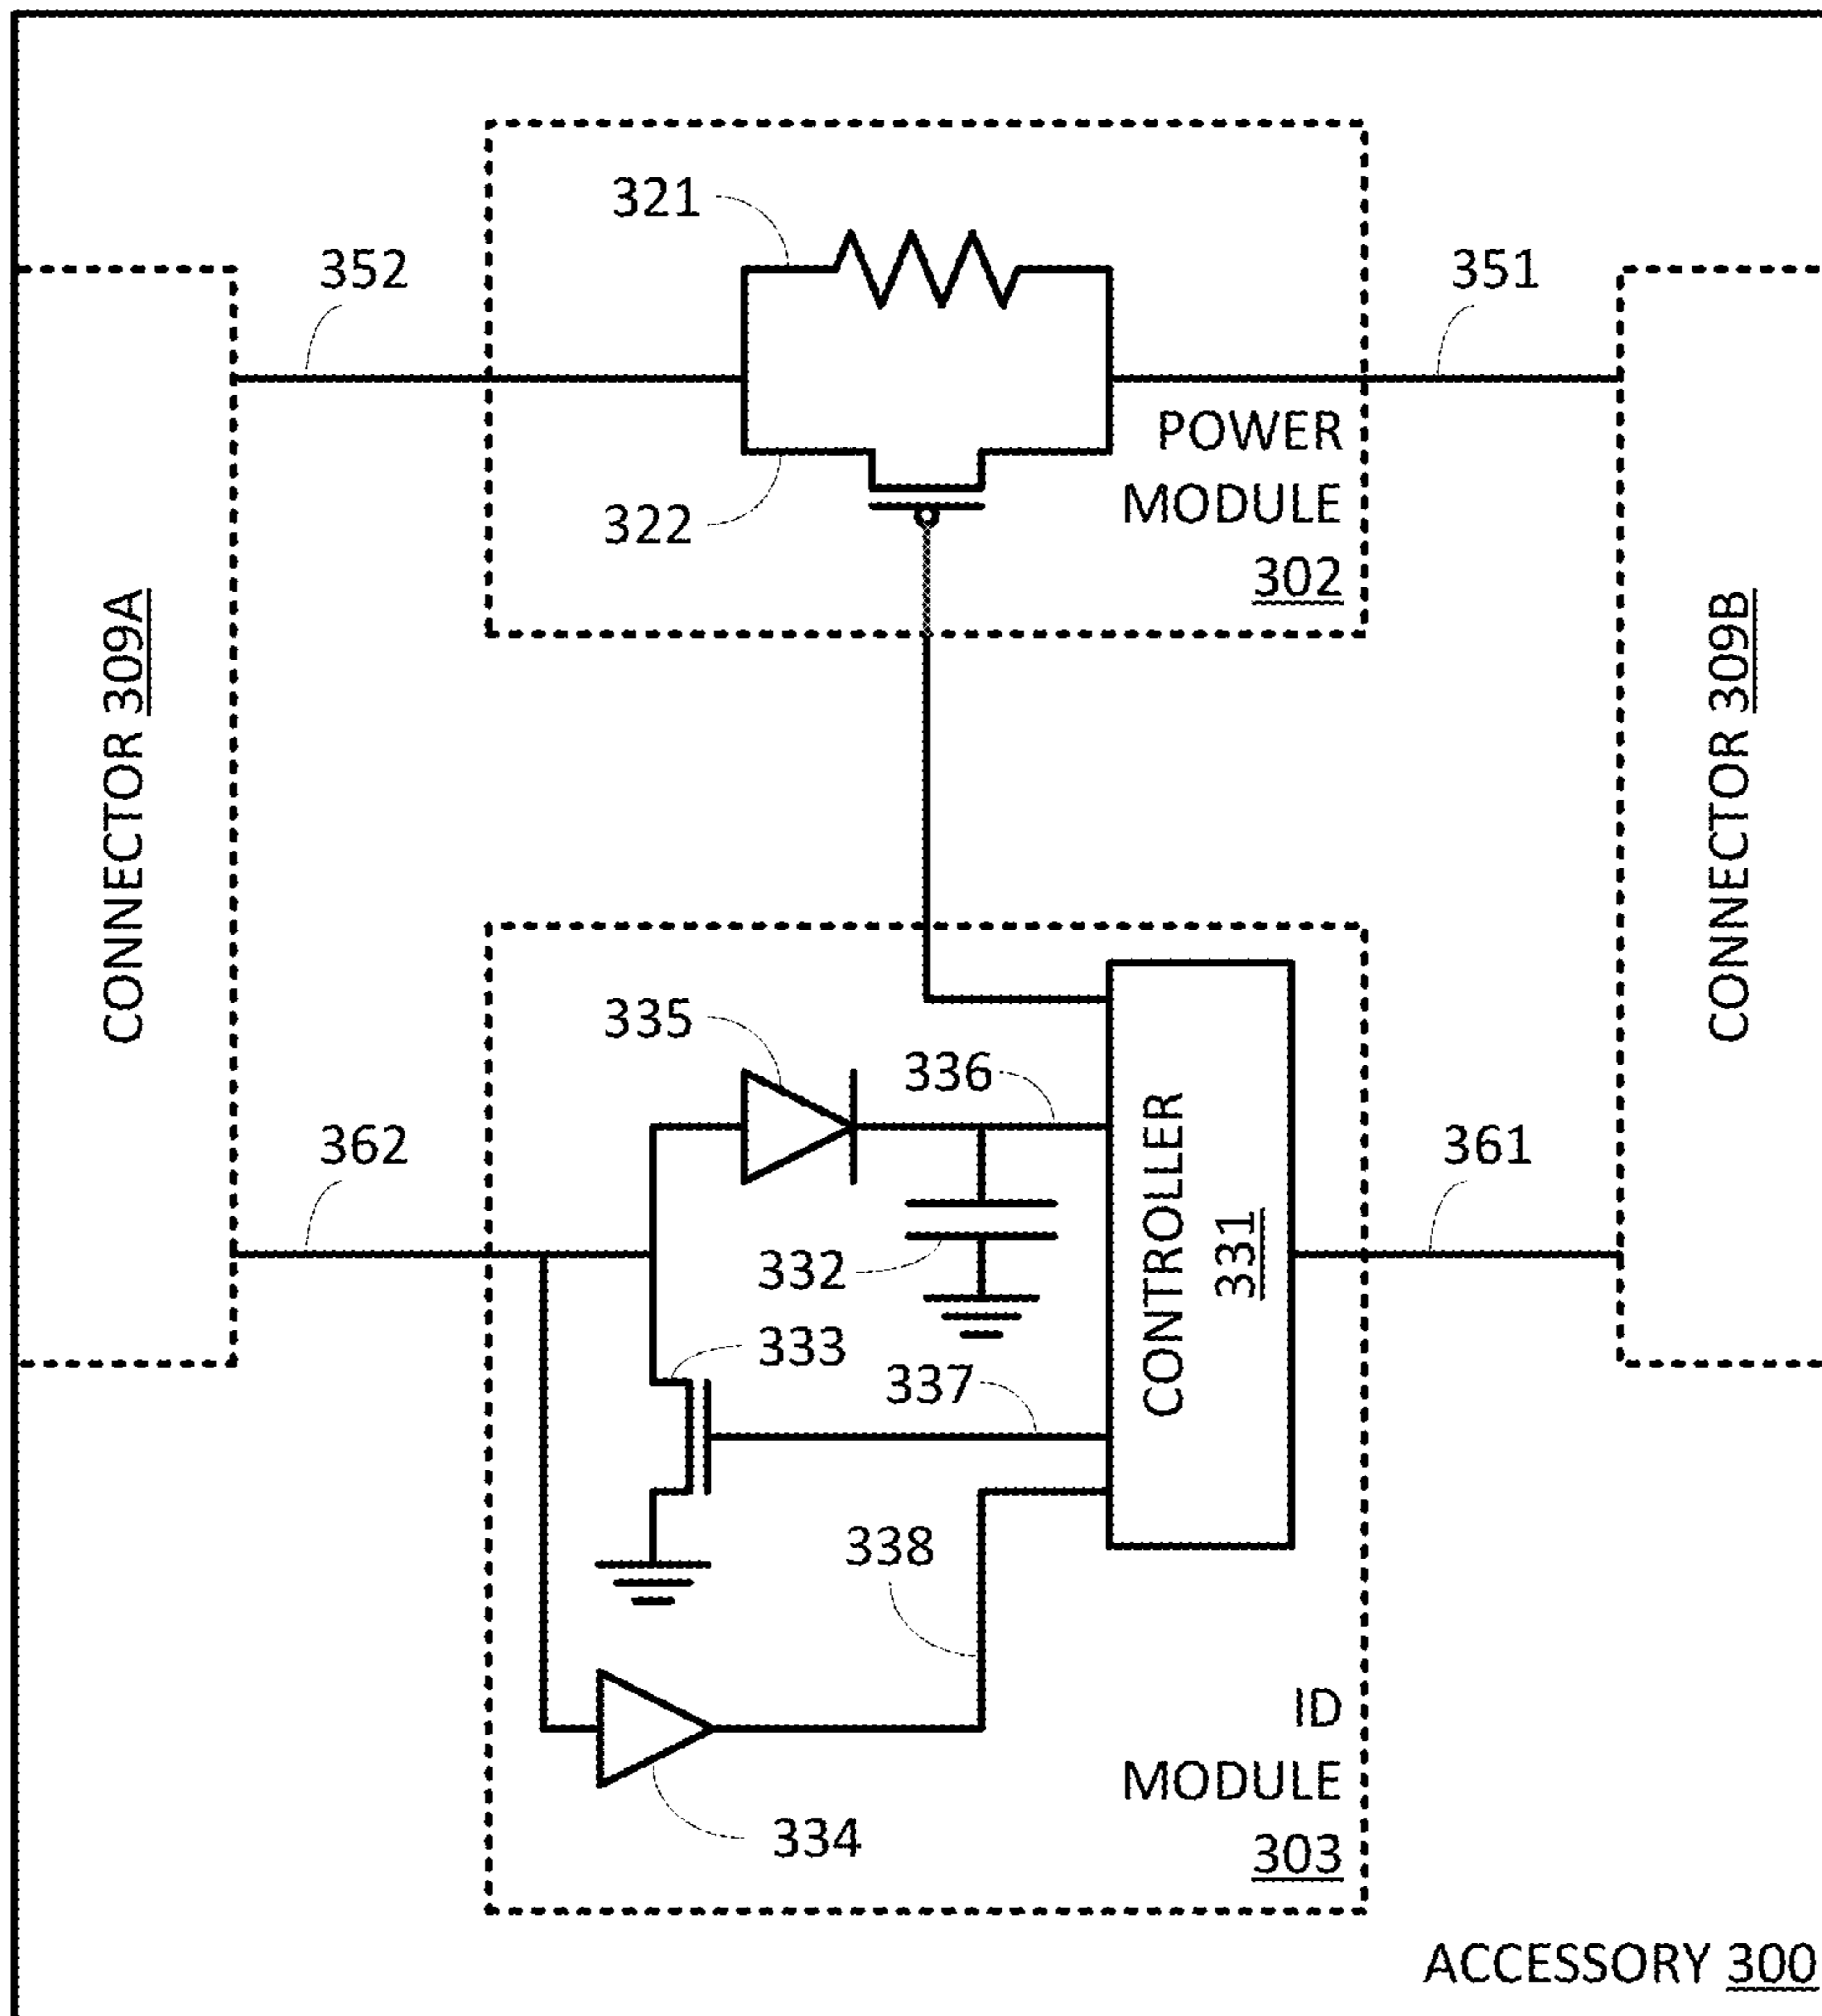 321
352
351
322
POWER
MODULE
302
CONNECTOR 309A
CONNECTOR 309B
335
336
362
361
332
CONTROLLER
331
333
337
338
334
ID
MODULE
303
ACCESSORY 300